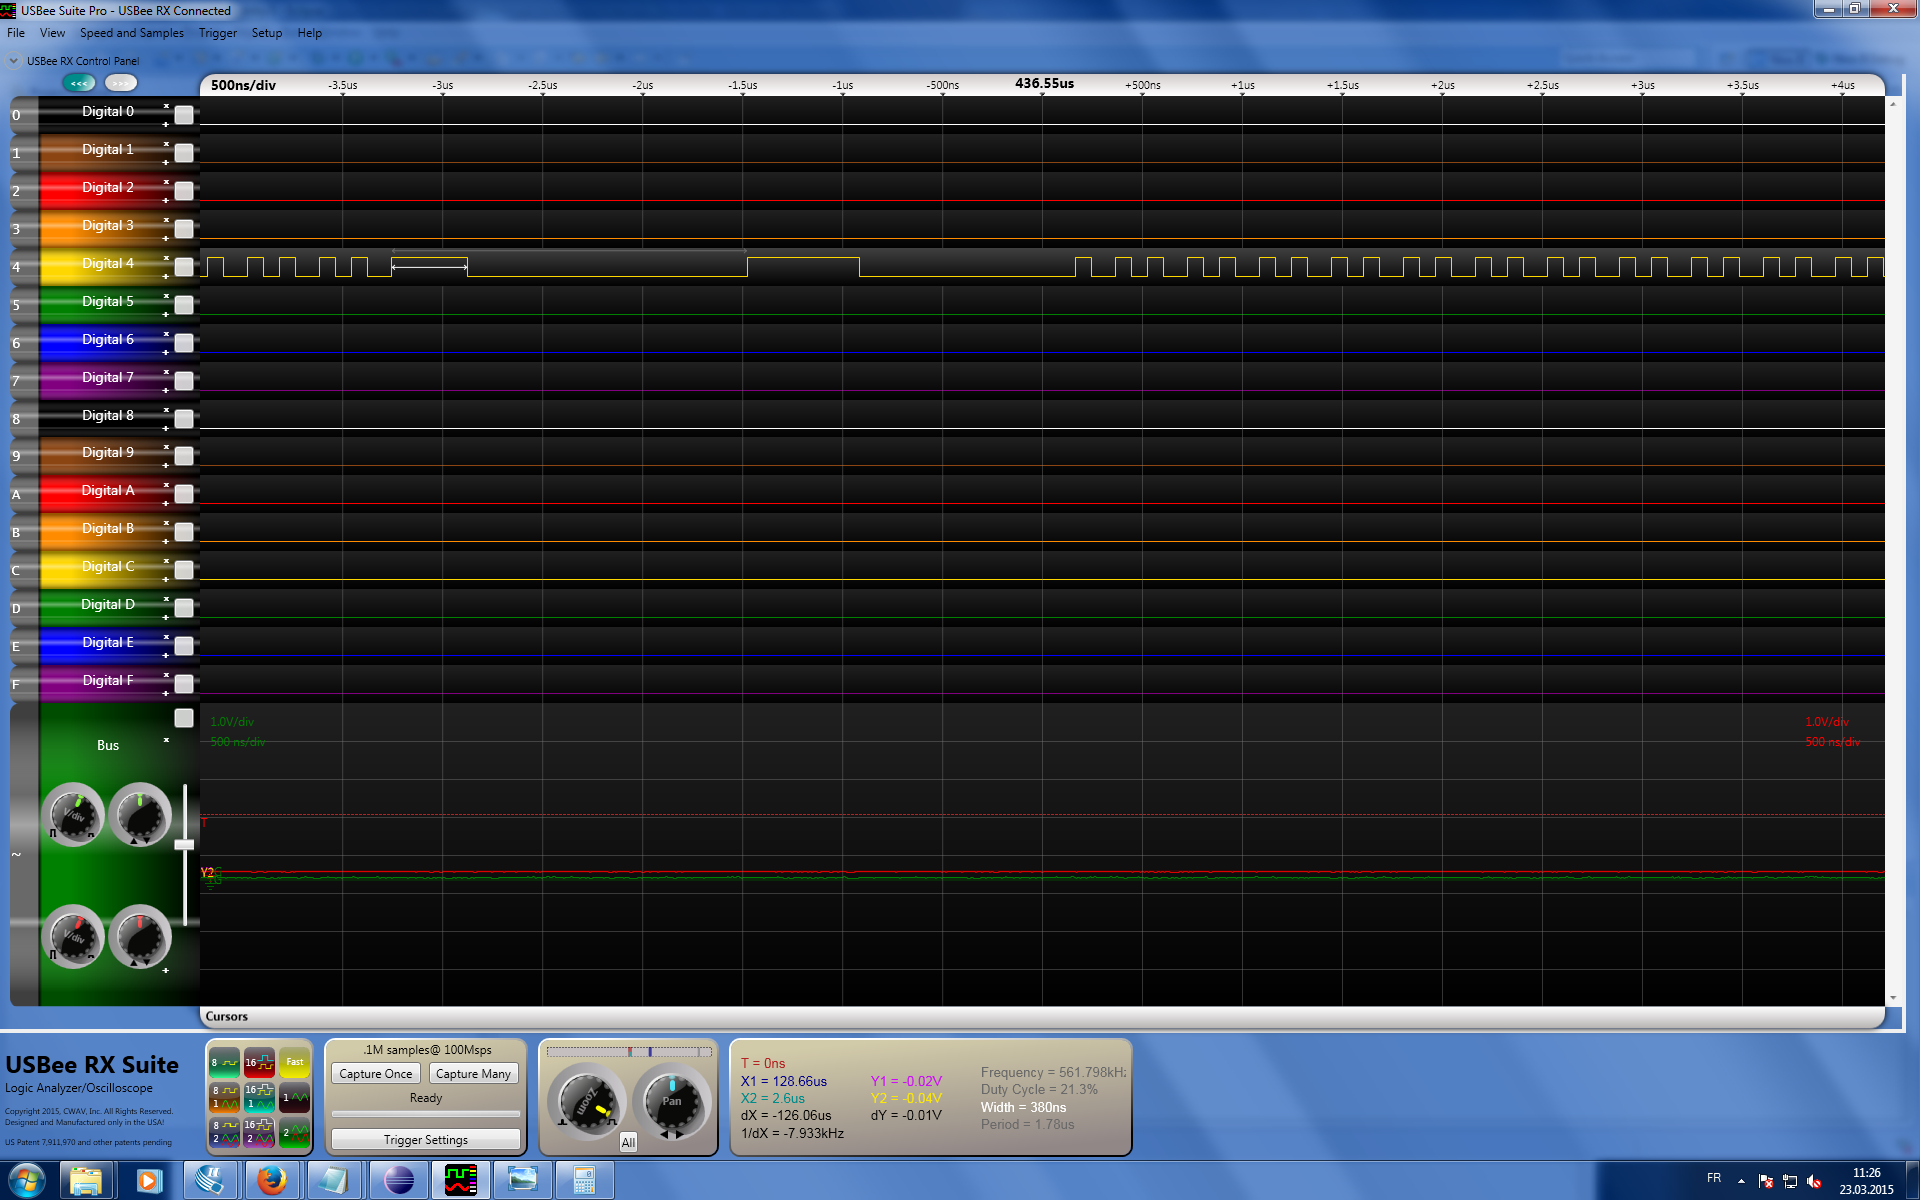 USBee Suite Pro - USBee RX Connected
File View Speed and Samples Trigger Setup Help
USBee RX Control Panel
<<< >>>
500ns/div -3.5us -3us -2.5us -2us -1.5us -1us -500ns 436.55us +500ns +1us +1.5us +2us +2.5us +3us +3.5us +4us
0 Digital 0
1 Digital 1
2 Digital 2
3 Digital 3
4 Digital 4
5 Digital 5
6 Digital 6
7 Digital 7
8 Digital 8
9 Digital 9
A Digital A
B Digital B
C Digital C
D Digital D
E Digital E
F Digital F
1.0V/div 1.0V/div
500 ns/div 500 ns/div
Bus
V/div
T
~
Y2
V/div
Cursors
USBee RX Suite
Logic Analyzer/Oscilloscope
Copyright 2015, CWAV, Inc. All Rights Reserved.
Designed and Manufactured only in the USA!
US Patent 7,911,970 and other patents pending
8 16 Fast
8 1 16 1 1
8 2 16 2 2
.1M samples@ 100Msps
Capture Once Capture Many
Ready
Trigger Settings
Zoom Pan
All
T = 0ns
X1 = 128.66us Y1 = -0.02V
X2 = 2.6us Y2 = -0.04V
dX = -126.06us dY = -0.01V
1/dX = -7.933kHz
Frequency = 561.798kHz
Duty Cycle = 21.3%
Width = 380ns
Period = 1.78us
FR
11:26
23.03.2015